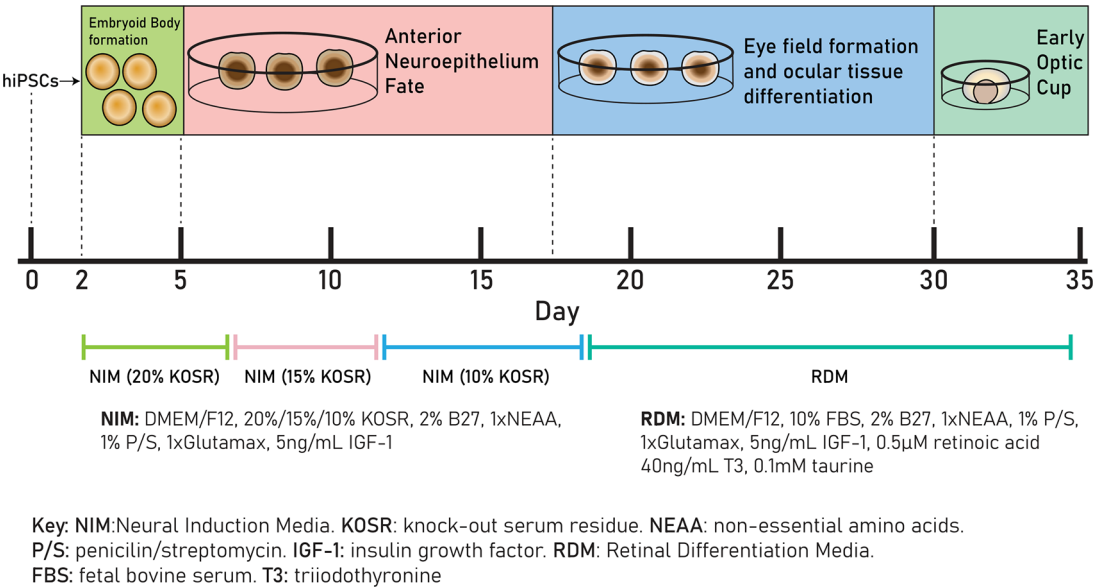 Embryoid Body
formation
hiPSCs
Anterior
Neuroepithelium
Fate
Eye field formation
and ocular tissue
differentiation
Early
Optic
Cup
0 2 5 10 15 20 25 30 35
Day
NIM (20% KOSR) NIM (15% KOSR) NIM (10% KOSR) RDM
NIM: DMEM/F12, 20%/15%/10% KOSR, 2% B27, 1xNEAA,
1% P/S, 1xGlutamax, 5ng/mL IGF-1
RDM: DMEM/F12, 10% FBS, 2% B27, 1xNEAA, 1% P/S,
1xGlutamax, 5ng/mL IGF-1, 0.5µM retinoic acid
40ng/mL T3, 0.1mM taurine
Key: NIM:Neural Induction Media. KOSR: knock-out serum residue. NEAA: non-essential amino acids.
P/S: penicilin/streptomycin. IGF-1: insulin growth factor. RDM: Retinal Differentiation Media.
FBS: fetal bovine serum. T3: triiodothyronine